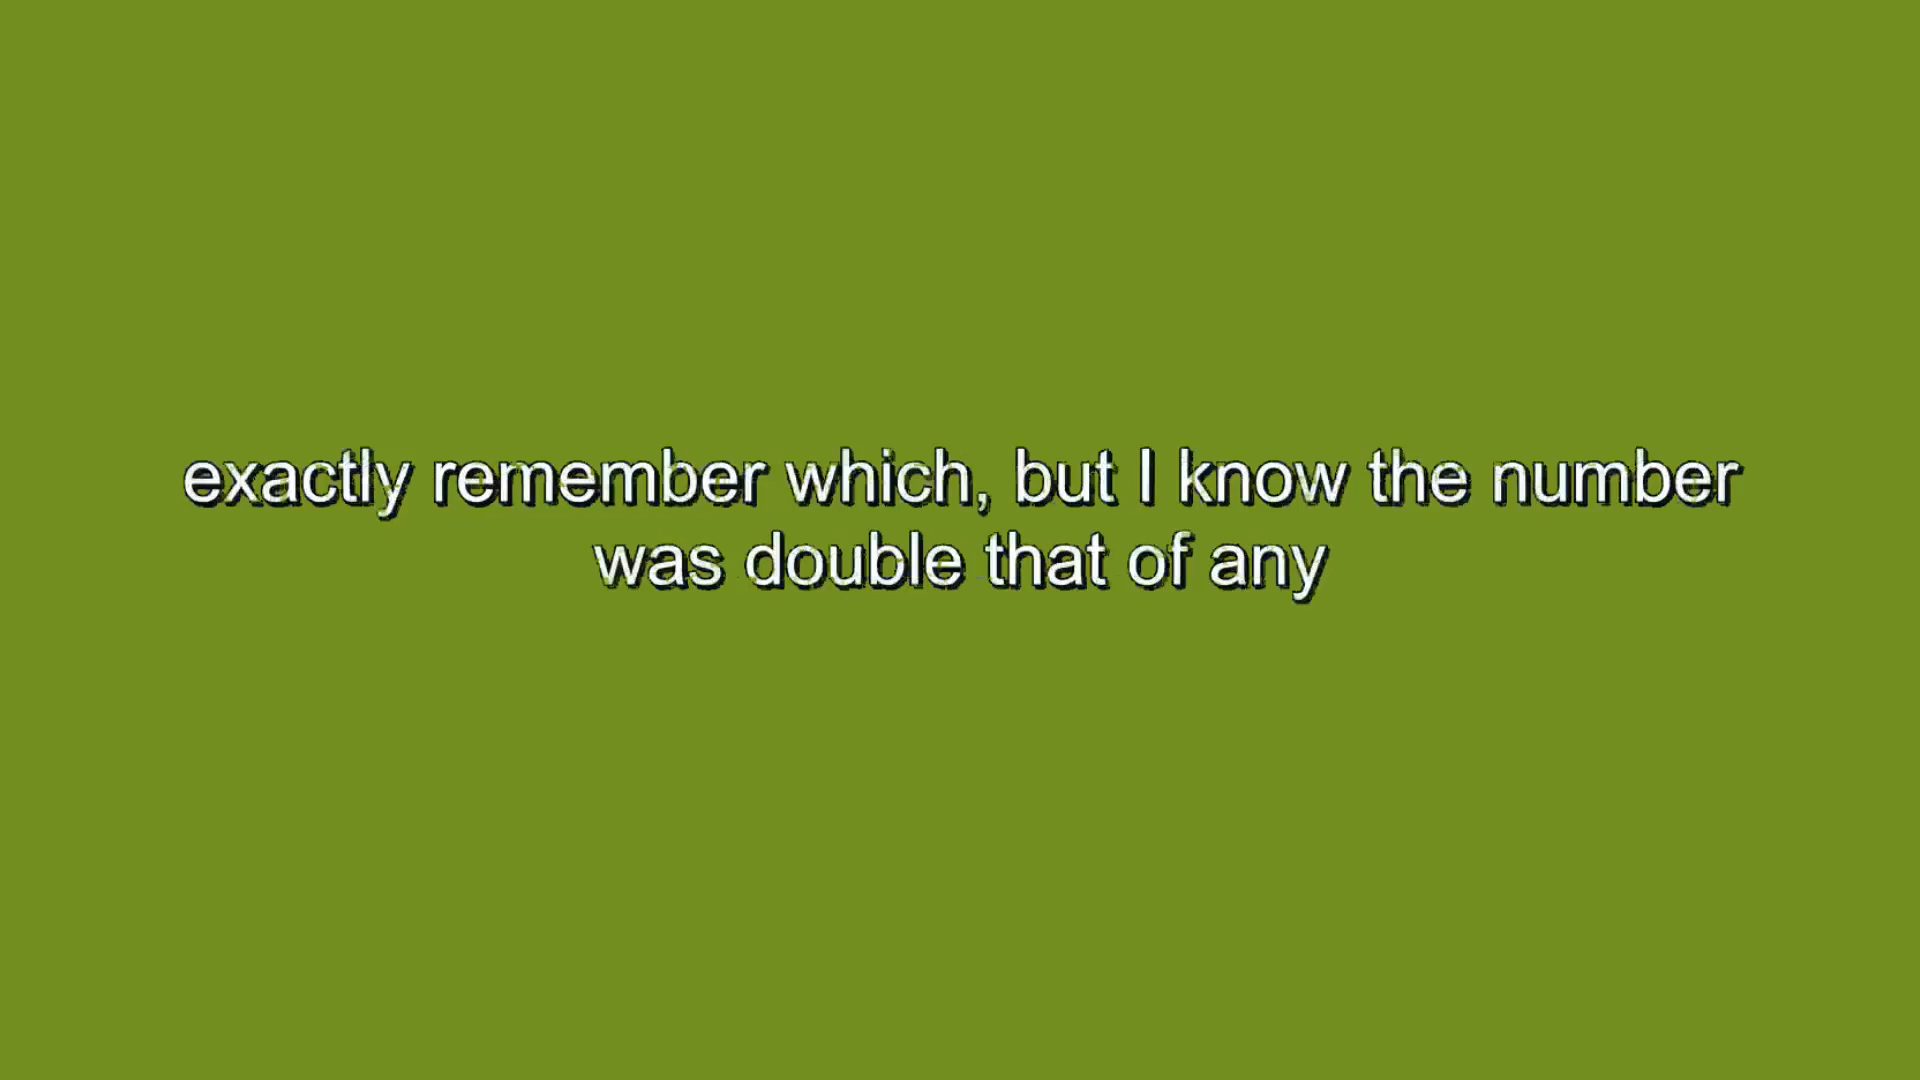 exactly remember which, but I know the number
was double that of any